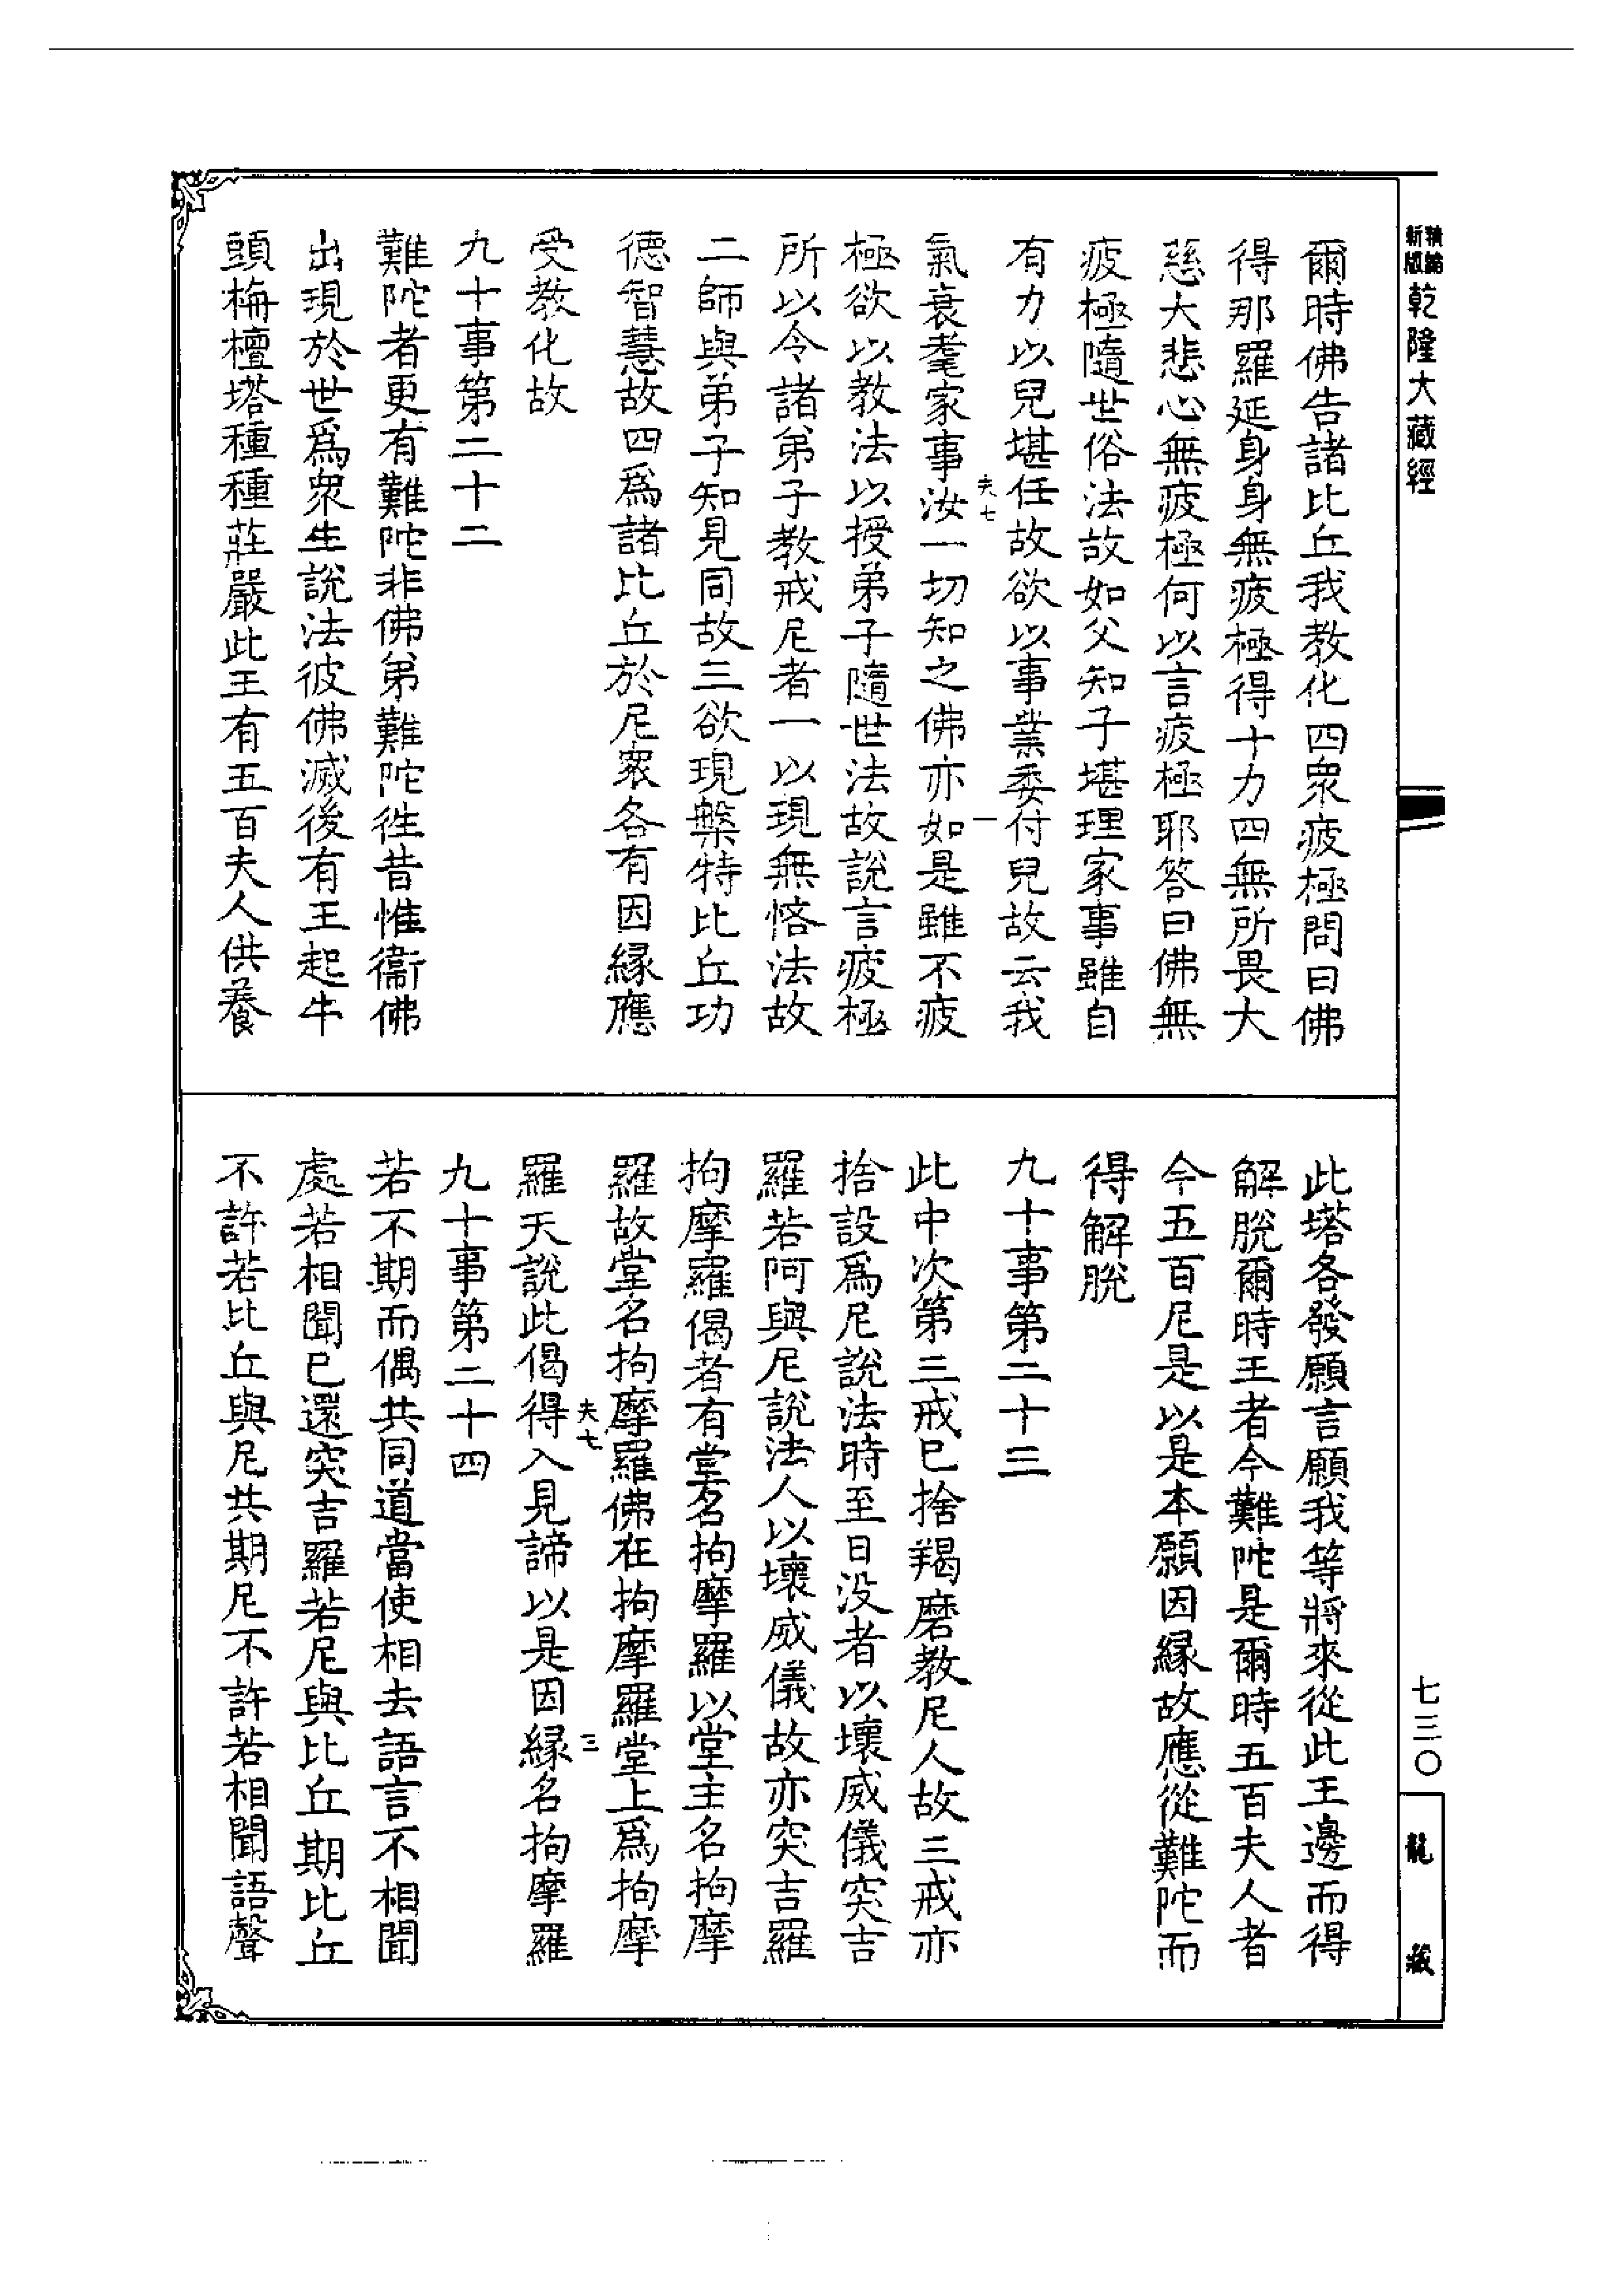 精縮新版乾隆大藏經
爾時佛告諸比丘我教化四衆疲極問曰佛
得那羅延身身無疲極得十力四無所畏大
慈大悲心無疲極何以言疲極耶答曰佛無
疲極隨世俗法故如父知子堪理家事雖自
有力以兒堪任故欲以事業委付兒故云我
夫七 一
氣衰耄家事汝一切知之佛亦如是雖不疲
極欲以教法以授弟子隨世法故說言疲極
所以令諸弟子教戒尼者一以現無悋法故
二師與弟子知見同故三欲現槃特比丘功
德智慧故四爲諸比丘於尼衆各有因緣應
受教化故
九十事第二十二
難陀者更有難陀非佛弟難陀徃昔惟衞佛
出現於世爲衆生說法彼佛滅後有王起牛
頭栴檀塔種種莊嚴此王有五百夫人供養
此塔各發願言願我等將來從此王邊而得
解脫爾時王者今難陀是爾時五百夫人者
今五百尼是以是本願因緣故應從難陀而
得解脫
九十事第二十三
此中次第三戒已捨羯磨教尼人故三戒亦
捨設爲尼說法時至日没者以壞威儀突吉
羅若阿與尼說法人以壞威儀故亦突吉羅
拘摩羅偈者有堂名拘摩羅以堂主名拘摩
羅故堂名拘摩羅佛在拘摩羅堂上爲拘摩
夫七 三
羅天說此偈得入見諦以是因緣名拘摩羅
九十事第二十四
若不期而偶共同道當使相去語言不相聞
處若相聞已還突吉羅若尼與比丘期比丘
不許若比丘與尼共期尼不許若相聞語聲
七三〇
龍藏